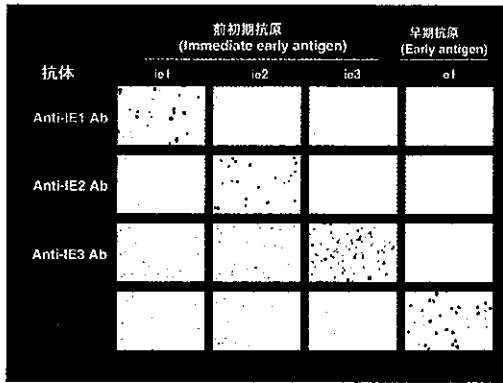 前初期抗原
(Immediate early antigen)
早期抗原
(Early antigen)
抗体
ie1
ie2
ie3
e1
Anti-IE1 Ab
Anti-IE2 Ab
Anti-IE3 Ab